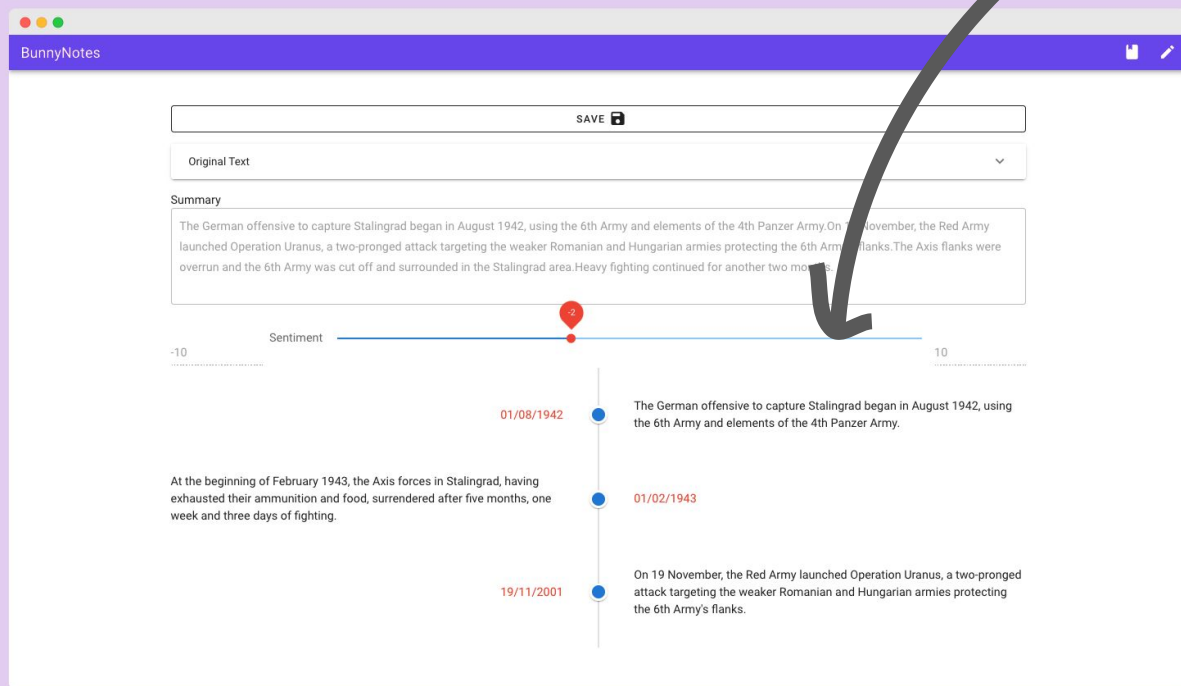 BunnyNotes
SAVE
Original Text
Summary
The German offensive to capture Stalingrad began in August 1942, using the 6th Army and elements of the 4th Panzer Army.On 1 November, the Red Army
launched Operation Uranus, a two-pronged attack targeting the weaker Romanian and Hungarian armies protecting the 6th flanks.The Axis flanks were
overrun and the 6th Army was cut off and surrounded in the Stalingrad area.Heavy fighting continued for another two
-2
Sentiment
-10
10
01/08/1942
The German offensive to capture Stalingrad began in August 1942, using
the 6th Army and elements of the 4th Panzer Army.
At the beginning of February 1943, the Axis forces in Stalingrad, having
exhausted their ammunition and food, surrendered after five months, one
week and three days of fighting.
01/02/1943
19/11/2001
On 19 November, the Red Army launched Operation Uranus, a two-pronged
attack targeting the weaker Romanian and Hungarian armies protecting
the 6th Army's flanks.